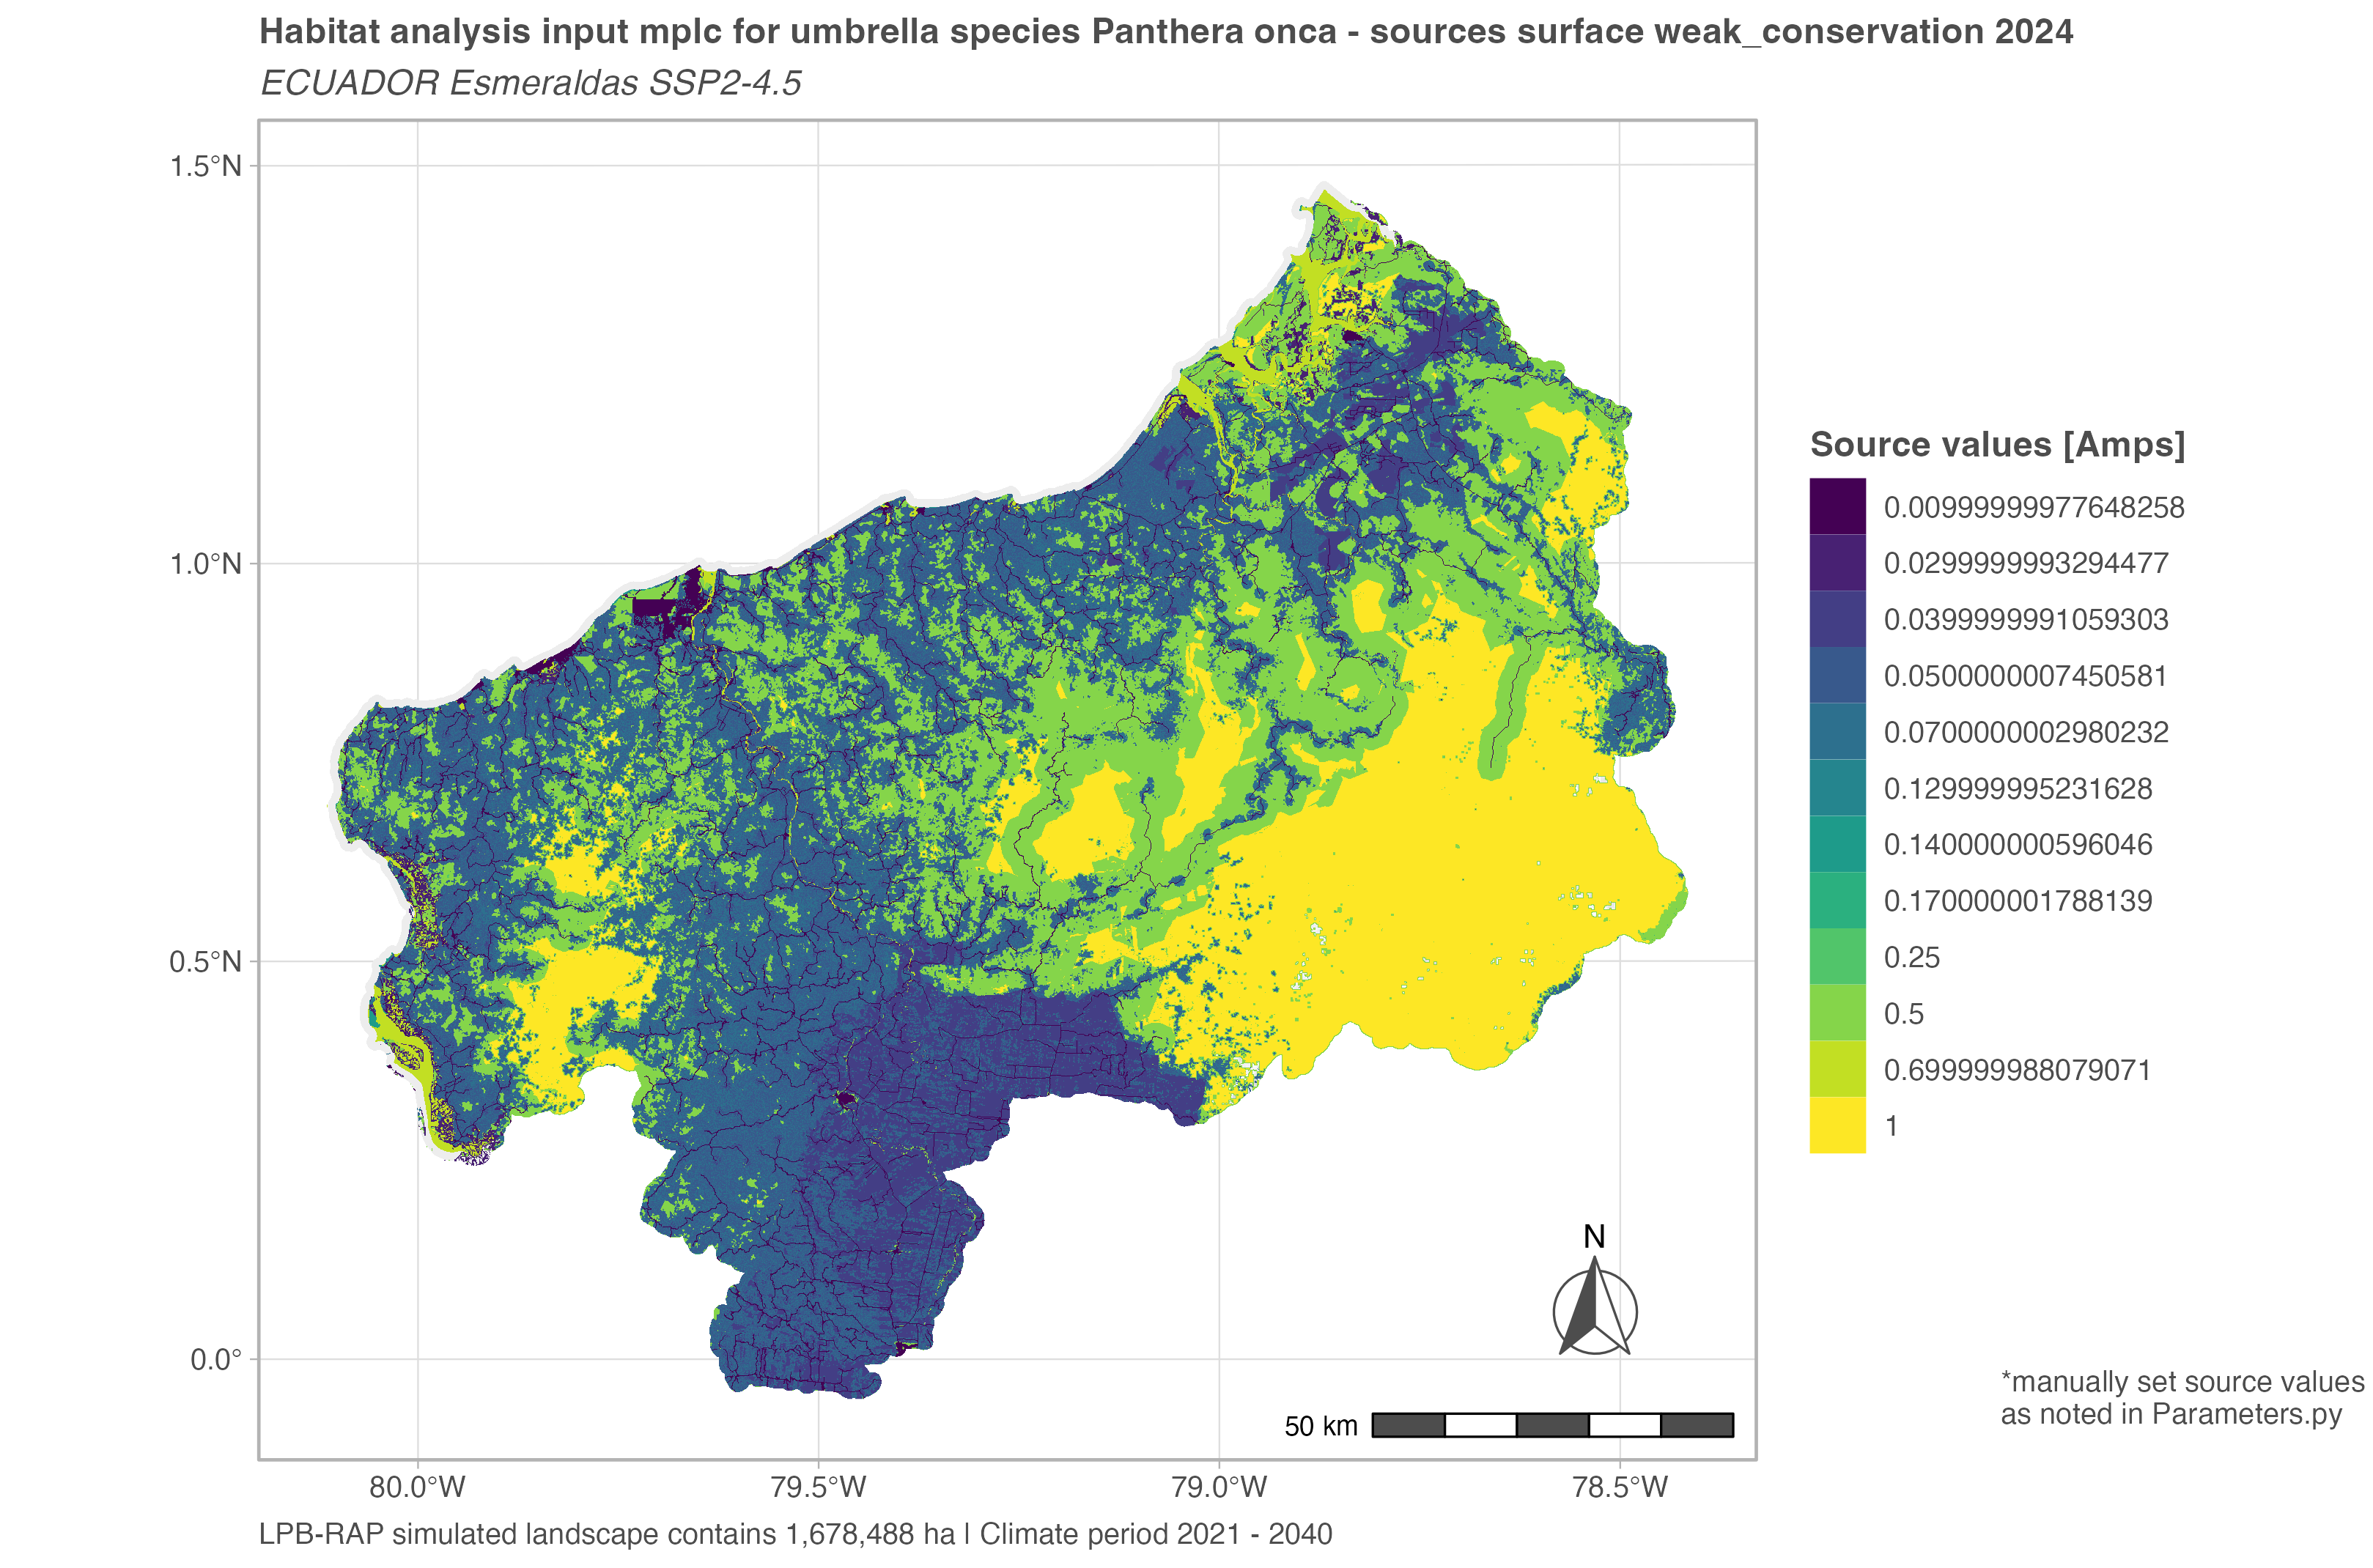 Habitat analysis input mplc for umbrella species Panthera onca - sources surface weak_conservation 2024
ECUADOR Esmeraldas SSP2-4.5
1.5°N
1.0°N
0.5°N
0.0°
80.0°W
79.5°W
79.0°W
78.5°W
N
50 km
Source values [Amps]
0.00999999977648258
0.0299999993294477
0.0399999991059303
0.0500000007450581
0.0700000002980232
0.129999995231628
0.140000000596046
0.170000001788139
0.25
0.5
0.699999988079071
1
*manually set source values
as noted in Parameters.py
LPB-RAP simulated landscape contains 1,678,488 ha | Climate period 2021 - 2040